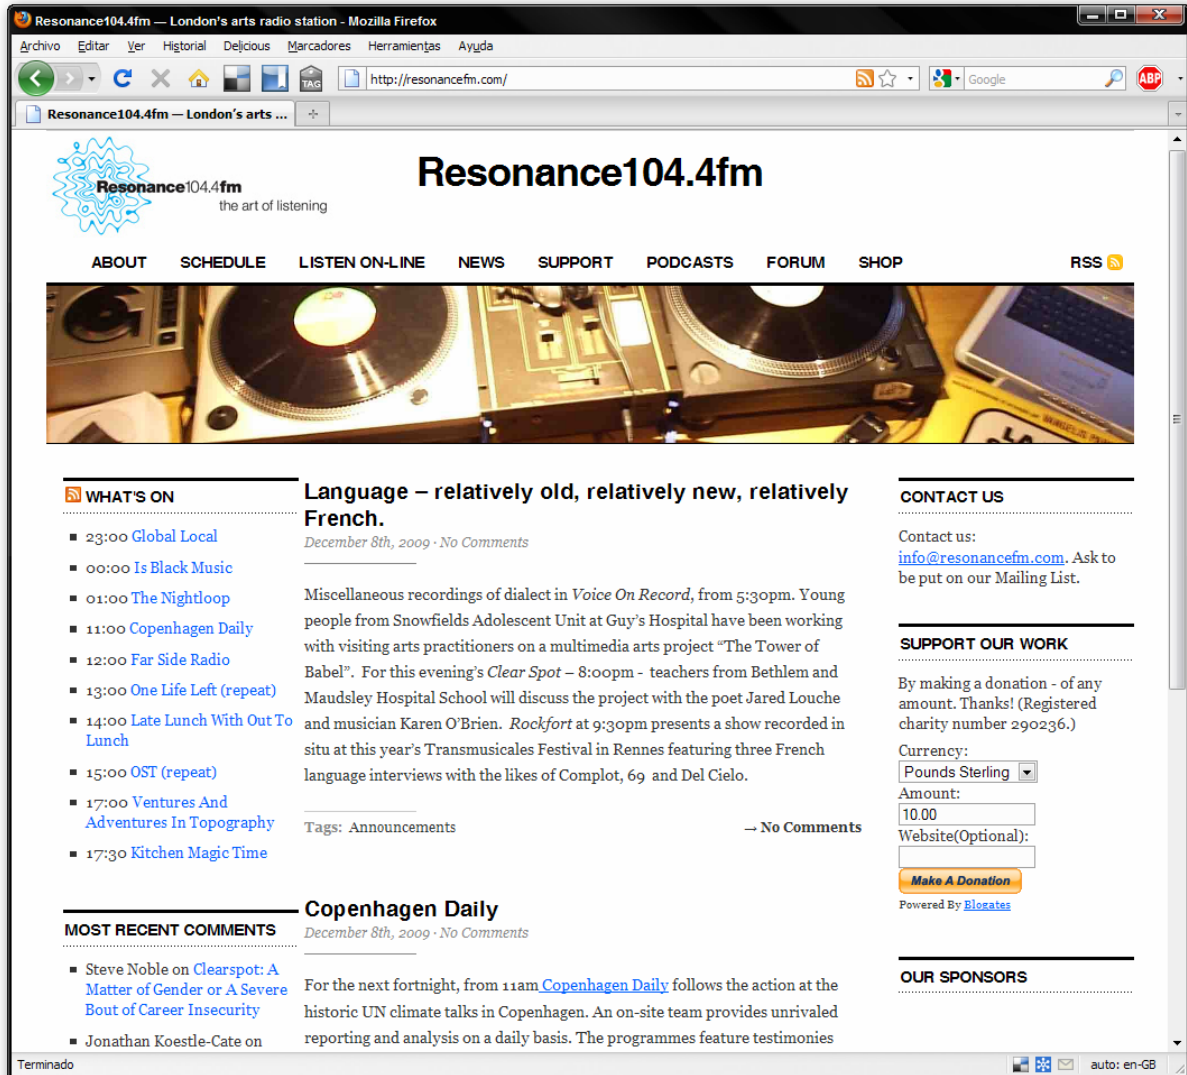 Resonance104.4fm — London's arts radio station - Mozilla Firefox
Archivo Editar Ver Historial Delicious Marcadores Herramientas Ayuda
TAG
http://resonancefm.com/
Google
ABP
Resonance104.4fm — London's arts ...
Resonance104.4fm
the art of listening
Resonance104.4fm
ABOUT SCHEDULE LISTEN ON-LINE NEWS SUPPORT PODCASTS FORUM SHOP RSS
WHAT'S ON
23:00 Global Local
00:00 Is Black Music
01:00 The Nightloop
11:00 Copenhagen Daily
12:00 Far Side Radio
13:00 One Life Left (repeat)
14:00 Late Lunch With Out To
Lunch
15:00 OST (repeat)
17:00 Ventures And
Adventures In Topography
17:30 Kitchen Magic Time
MOST RECENT COMMENTS
Steve Noble on Clearspot: A
Matter of Gender or A Severe
Bout of Career Insecurity
Jonathan Koestle-Cate on
Language – relatively old, relatively new, relatively
French.
December 8th, 2009 · No Comments
Miscellaneous recordings of dialect in Voice On Record, from 5:30pm. Young
people from Snowfields Adolescent Unit at Guy's Hospital have been working
with visiting arts practitioners on a multimedia arts project “The Tower of
Babel”. For this evening's Clear Spot – 8:00pm - teachers from Bethlem and
Maudsley Hospital School will discuss the project with the poet Jared Louche
and musician Karen O'Brien. Rockfort at 9:30pm presents a show recorded in
situ at this year's Transmusicales Festival in Rennes featuring three French
language interviews with the likes of Complot, 69 and Del Cielo.
Tags: Announcements → No Comments
Copenhagen Daily
December 8th, 2009 · No Comments
For the next fortnight, from 11am Copenhagen Daily follows the action at the
historic UN climate talks in Copenhagen. An on-site team provides unrivaled
reporting and analysis on a daily basis. The programmes feature testimonies
CONTACT US
Contact us:
info@resonancefm.com. Ask to
be put on our Mailing List.
SUPPORT OUR WORK
By making a donation - of any
amount. Thanks! (Registered
charity number 290236.)
Currency:
Pounds Sterling
Amount:
10.00
Website(Optional):
Make A Donation
Powered By Blogates
OUR SPONSORS
Terminado auto: en-GB